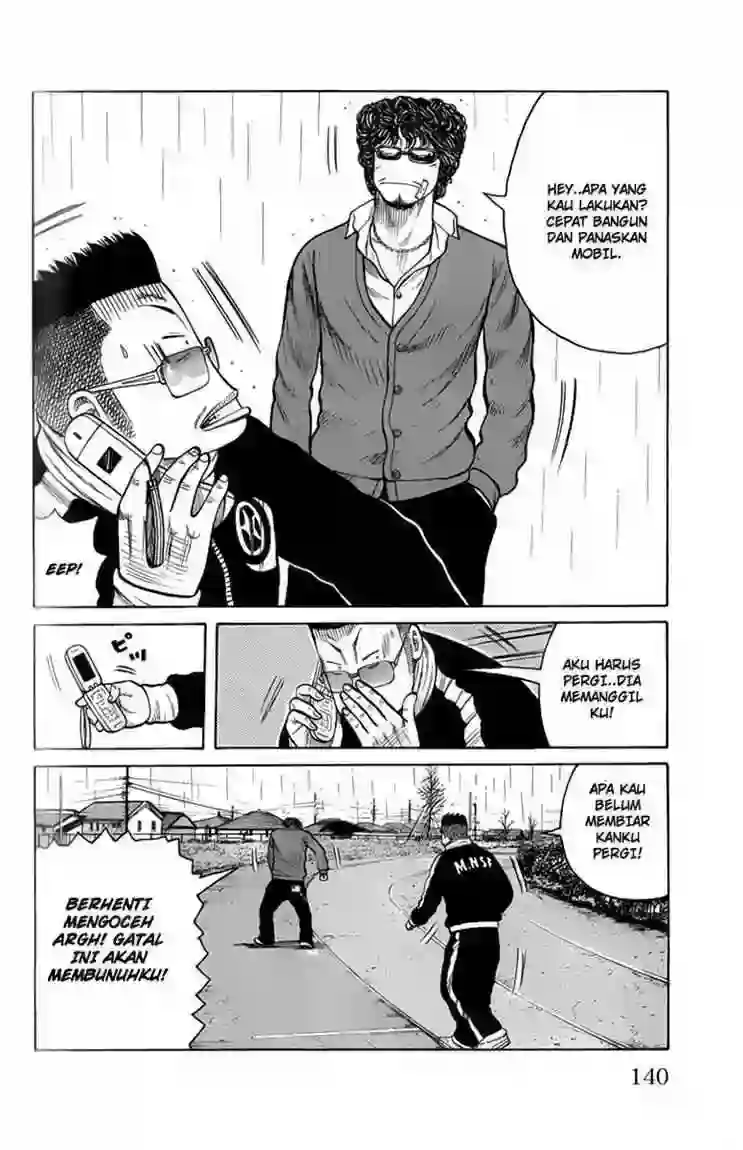 HEY..APA YANG
KAU LAKUKAN?
CEPAT BANGUN
DAN PANASKAN
MOBIL.
EEP!
AKU HARUS
PERGI..DIA
MEMANGGIL
KU!
ピッ
APA KAU
BELUM
MEMBIAR
KANKU
PERGI!
M.NSF
BERHENTI
MENGOCEH
ARGH! GATAL
INI AKAN
MEMBUNUHKU!
140